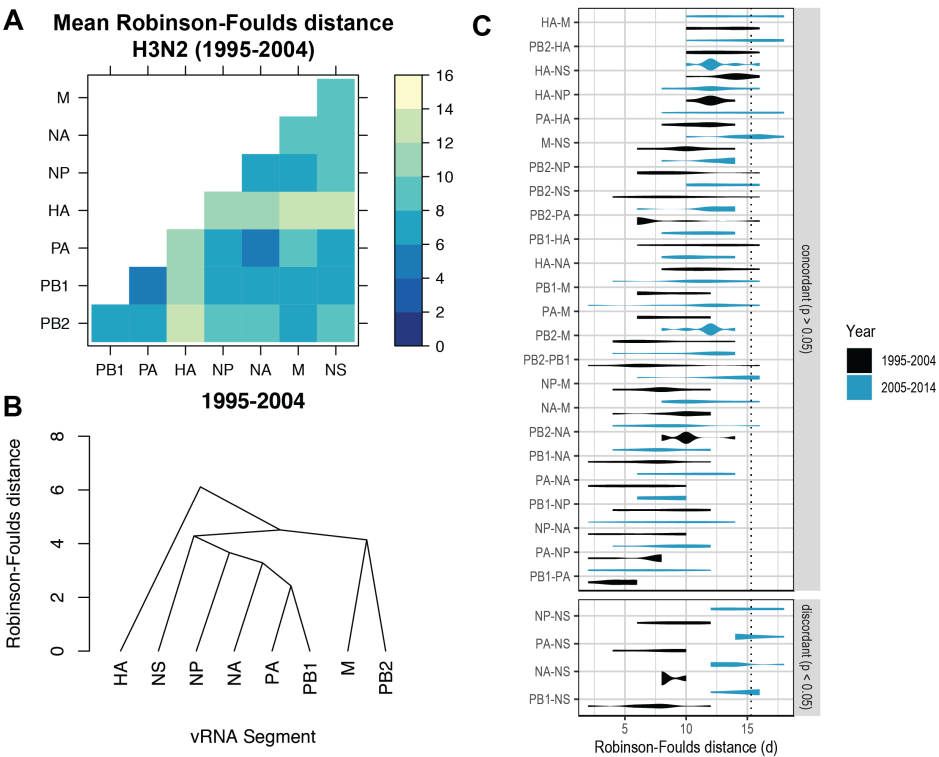 A
Mean Robinson-Foulds distance
H3N2 (1995-2004)
M
NA
NP
HA
PA
PB1
PB2
PB1 PA HA NP NA M NS
16
14
12
10
8
6
4
2
0
B
1995-2004
Robinson-Foulds distance
8
6
4
2
0
HA NS NP NA PA PB1 M PB2
vRNA Segment
C
HA-M
PB2-HA
HA-NS
HA-NP
PA-HA
M-NS
PB2-NP
PB2-NS
PB2-PA
PB1-HA
HA-NA
PB1-M
PA-M
PB2-M
PB2-PB1
NP-M
NA-M
PB2-NA
PB1-NA
PA-NA
PB1-NP
NP-NA
PA-NP
PB1-PA
concordant (p > 0.05)
NP-NS
PA-NS
NA-NS
PB1-NS
discordant (p < 0.05)
5 10 15
Robinson-Foulds distance (d)
Year
1995-2004
2005-2014